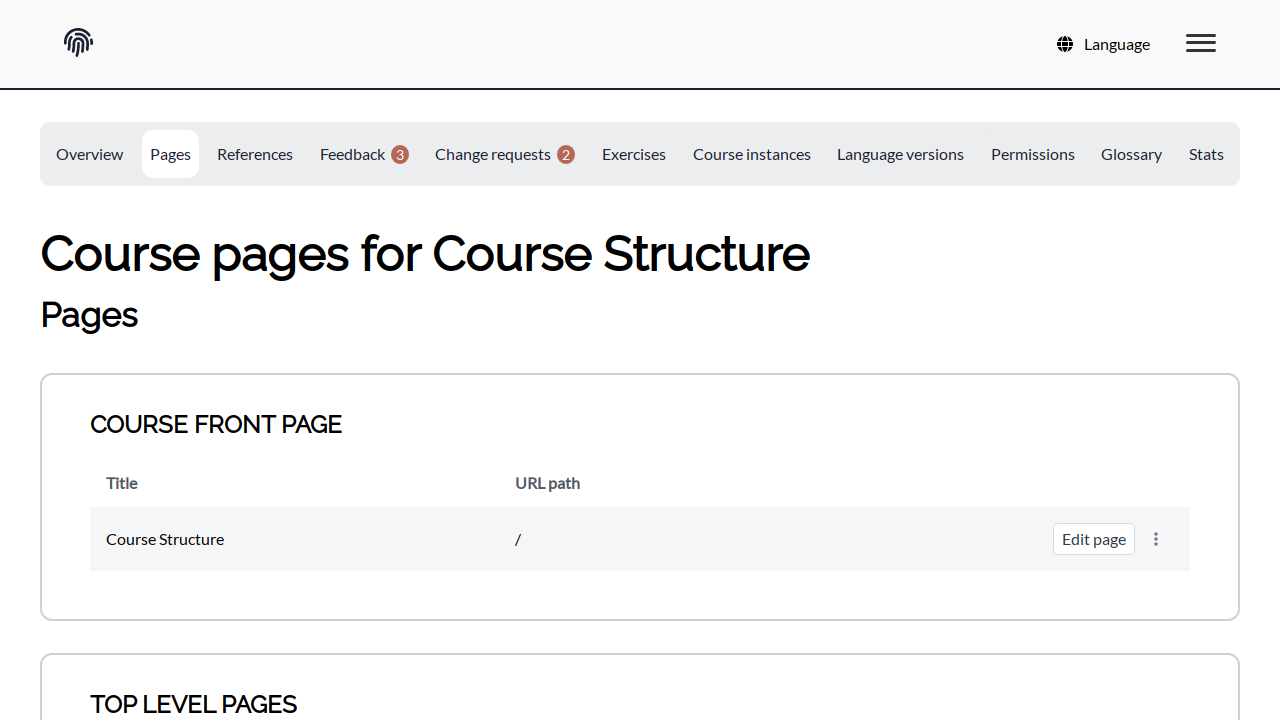 Language
Overview Pages References Feedback 3 Change requests 2 Exercises Course instances Language versions Permissions Glossary Stats
Course pages for Course Structure
Pages
COURSE FRONT PAGE
Title URL path
Course Structure / Edit page
TOP LEVEL PAGES